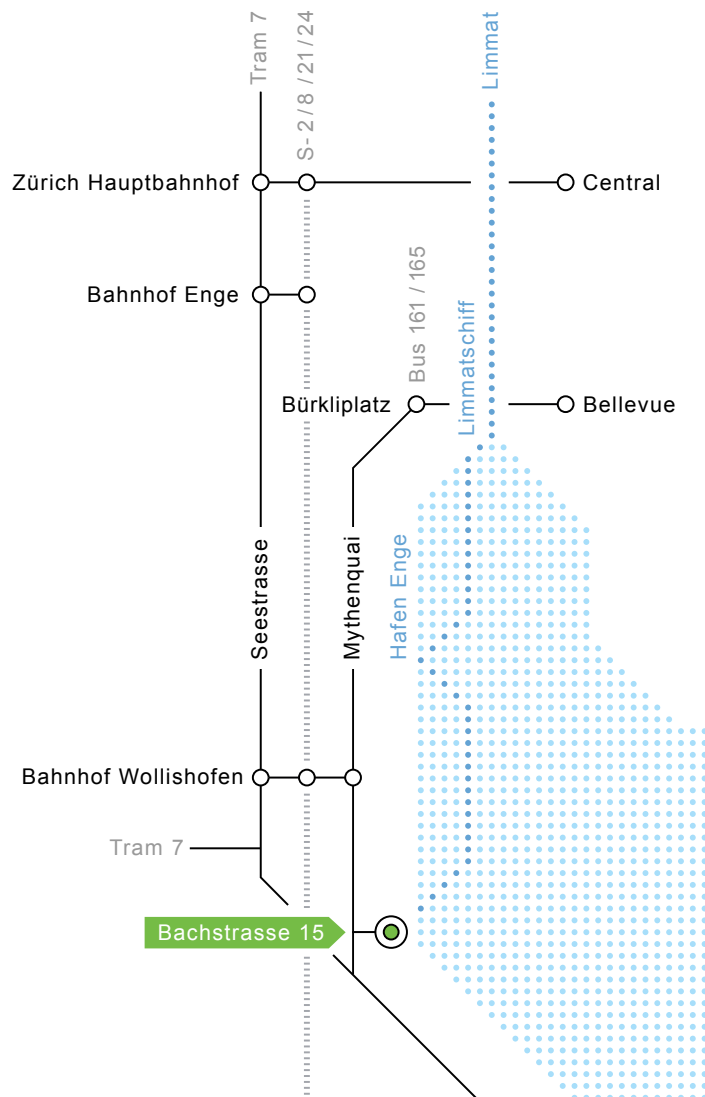 Tram 7
S- 2 / 8 / 21 / 24
Limmat
Zürich Hauptbahnhof
Central
Bahnhof Enge
Bus 161 / 165
Limmatschiff
Bürkliplatz
Bellevue
Seestrasse
Mythenquai
Hafen Enge
Bahnhof Wollishofen
Tram 7
Bachstrasse 15